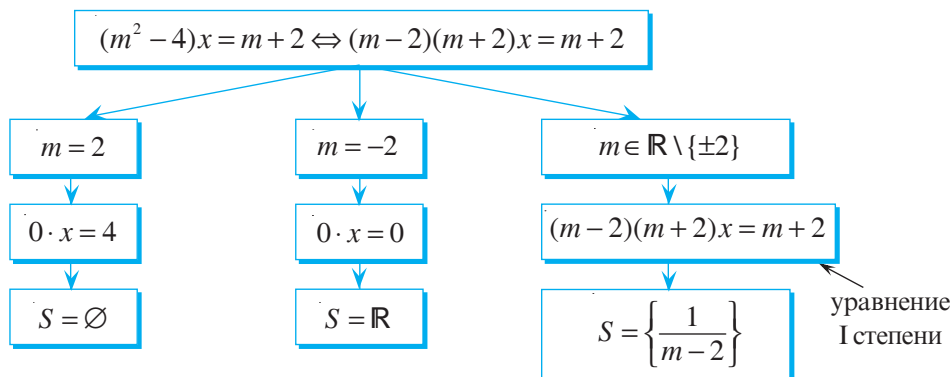 (m² − 4)x = m + 2 ⇔ (m − 2)(m + 2)x = m + 2
m = 2
m = −2
m ∈ ℝ \ {±2}
0 · x = 4
0 · x = 0
(m − 2)(m + 2)x = m + 2
уравнение
I степени
S = ∅
S = ℝ
S = {1/(m − 2)}